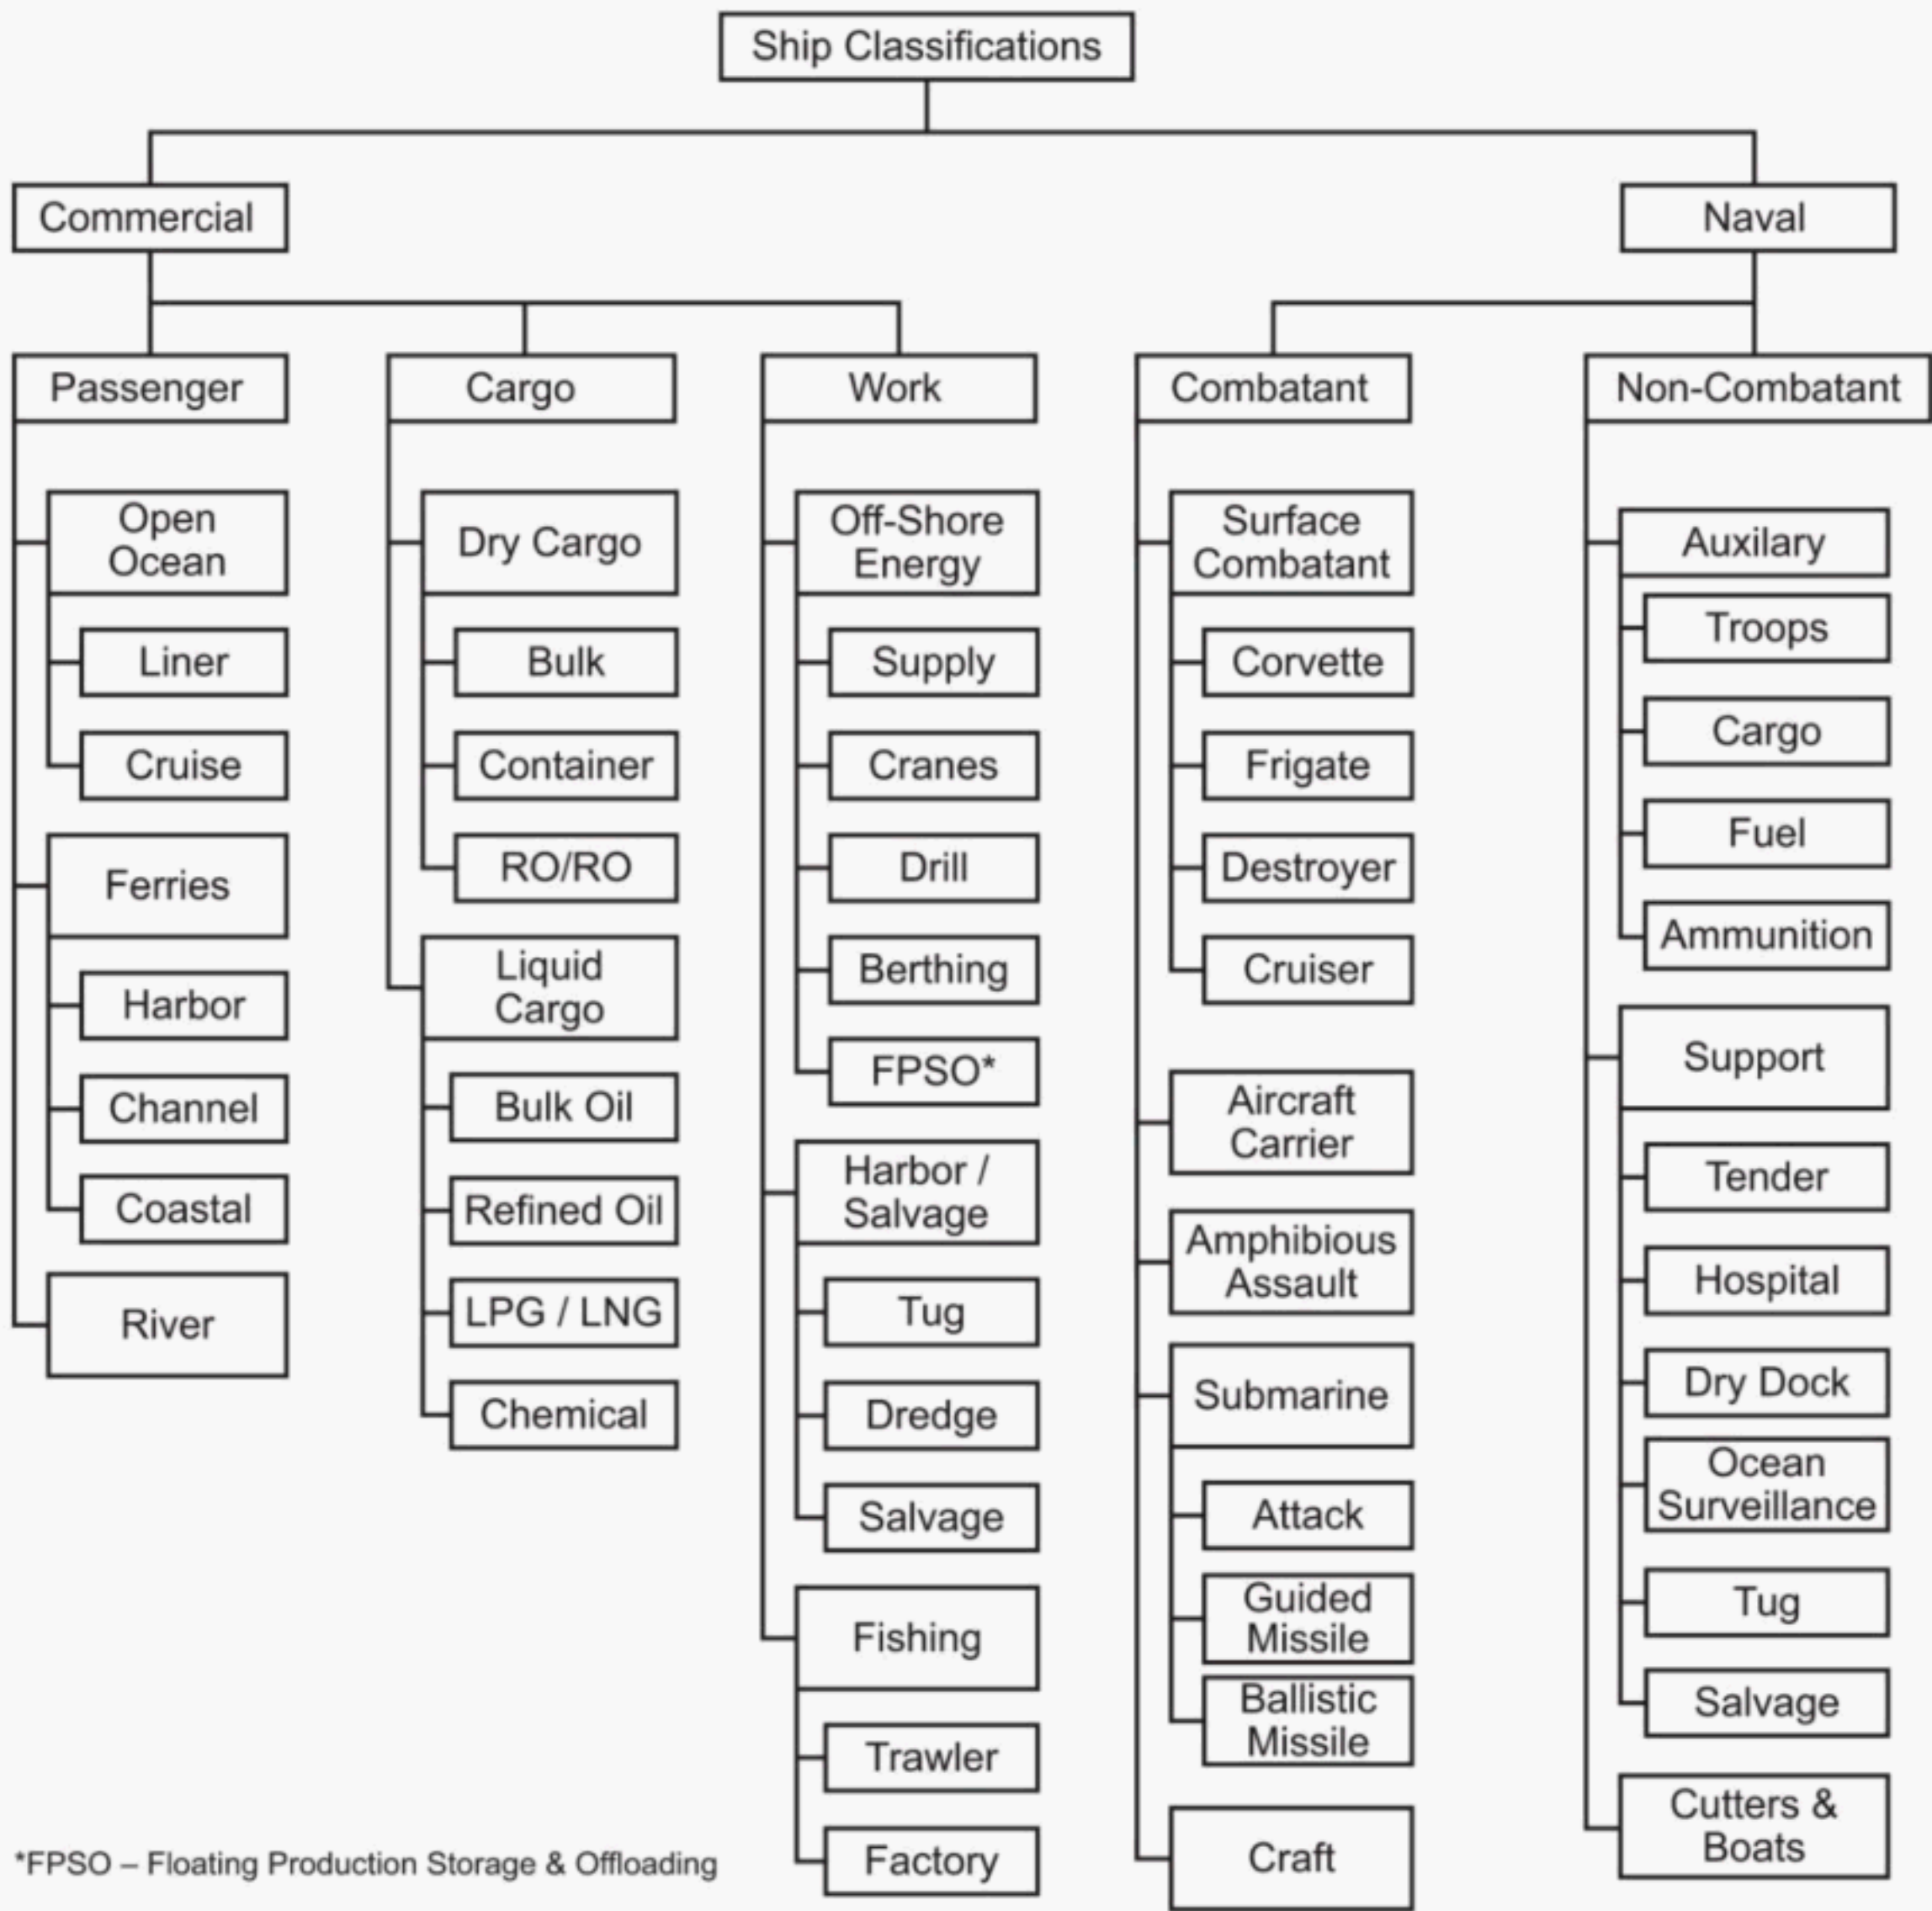 Ship Classifications
Commercial
Naval
Passenger
Cargo
Work
Combatant
Non-Combatant
Open
Ocean
Liner
Cruise
Ferries
Harbor
Channel
Coastal
River
Dry Cargo
Bulk
Container
RO/RO
Liquid
Cargo
Bulk Oil
Refined Oil
LPG / LNG
Chemical
Off-Shore
Energy
Supply
Cranes
Drill
Berthing
FPSO*
Harbor /
Salvage
Tug
Dredge
Salvage
Fishing
Trawler
Factory
Surface
Combatant
Corvette
Frigate
Destroyer
Cruiser
Aircraft
Carrier
Amphibious
Assault
Submarine
Attack
Guided
Missile
Ballistic
Missile
Craft
Auxilary
Troops
Cargo
Fuel
Ammunition
Support
Tender
Hospital
Dry Dock
Ocean
Surveillance
Tug
Salvage
Cutters &
Boats
*FPSO – Floating Production Storage & Offloading